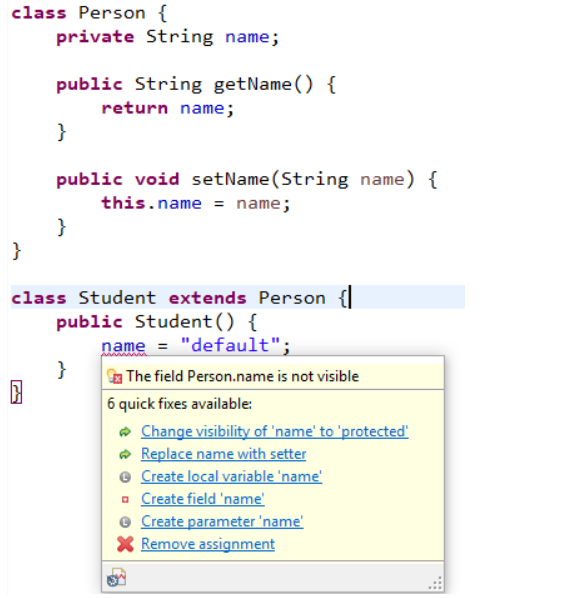 class Person {
    private String name;

    public String getName() {
        return name;
    }

    public void setName(String name) {
        this.name = name;
    }
}

class Student extends Person {
    public Student() {
        name = "default";
    }
}
The field Person.name is not visible
6 quick fixes available:
Change visibility of 'name' to 'protected'
Replace name with setter
Create local variable 'name'
Create field 'name'
Create parameter 'name'
Remove assignment